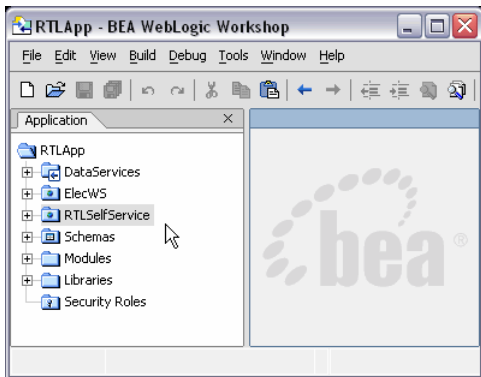 RTLApp - BEA WebLogic Workshop
File Edit View Build Debug Tools Window Help
Application
RTLApp
DataServices
ElecWS
RTLSelfService
Schemas
Modules
Libraries
Security Roles
bea®